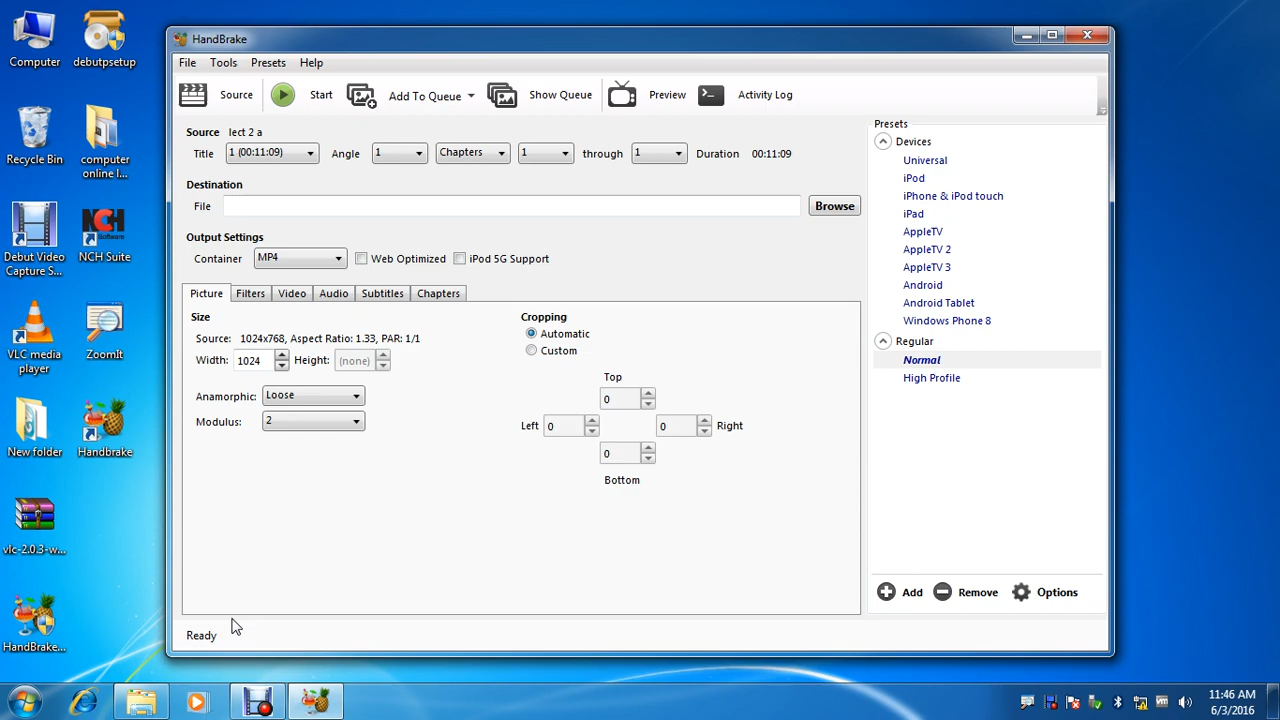 Computer
debutpsetup
Recycle Bin
computer
online l...
Debut Video
Capture S...
NCH
Software
NCH Suite
VLC media
player
ZoomIt
New folder
Handbrake
vlc-2.0.3-w...
HandBrake...
HandBrake
File Tools Presets Help
Source Start Add To Queue Show Queue Preview Activity Log
Source lect 2 a
Title 1 (00:11:09) Angle 1 Chapters 1 through 1 Duration 00:11:09
Destination
File Browse
Output Settings
Container MP4 Web Optimized iPod 5G Support
Picture Filters Video Audio Subtitles Chapters
Size
Source: 1024x768, Aspect Ratio: 1.33, PAR: 1/1
Width: 1024 Height: (none)
Anamorphic: Loose
Modulus: 2
Cropping
Automatic
Custom
Top
0
Left 0 0 Right
0
Bottom
Ready
Presets
Devices
Universal
iPod
iPhone & iPod touch
iPad
AppleTV
AppleTV 2
AppleTV 3
Android
Android Tablet
Windows Phone 8
Regular
Normal
High Profile
Add Remove Options
11:46 AM
6/3/2016